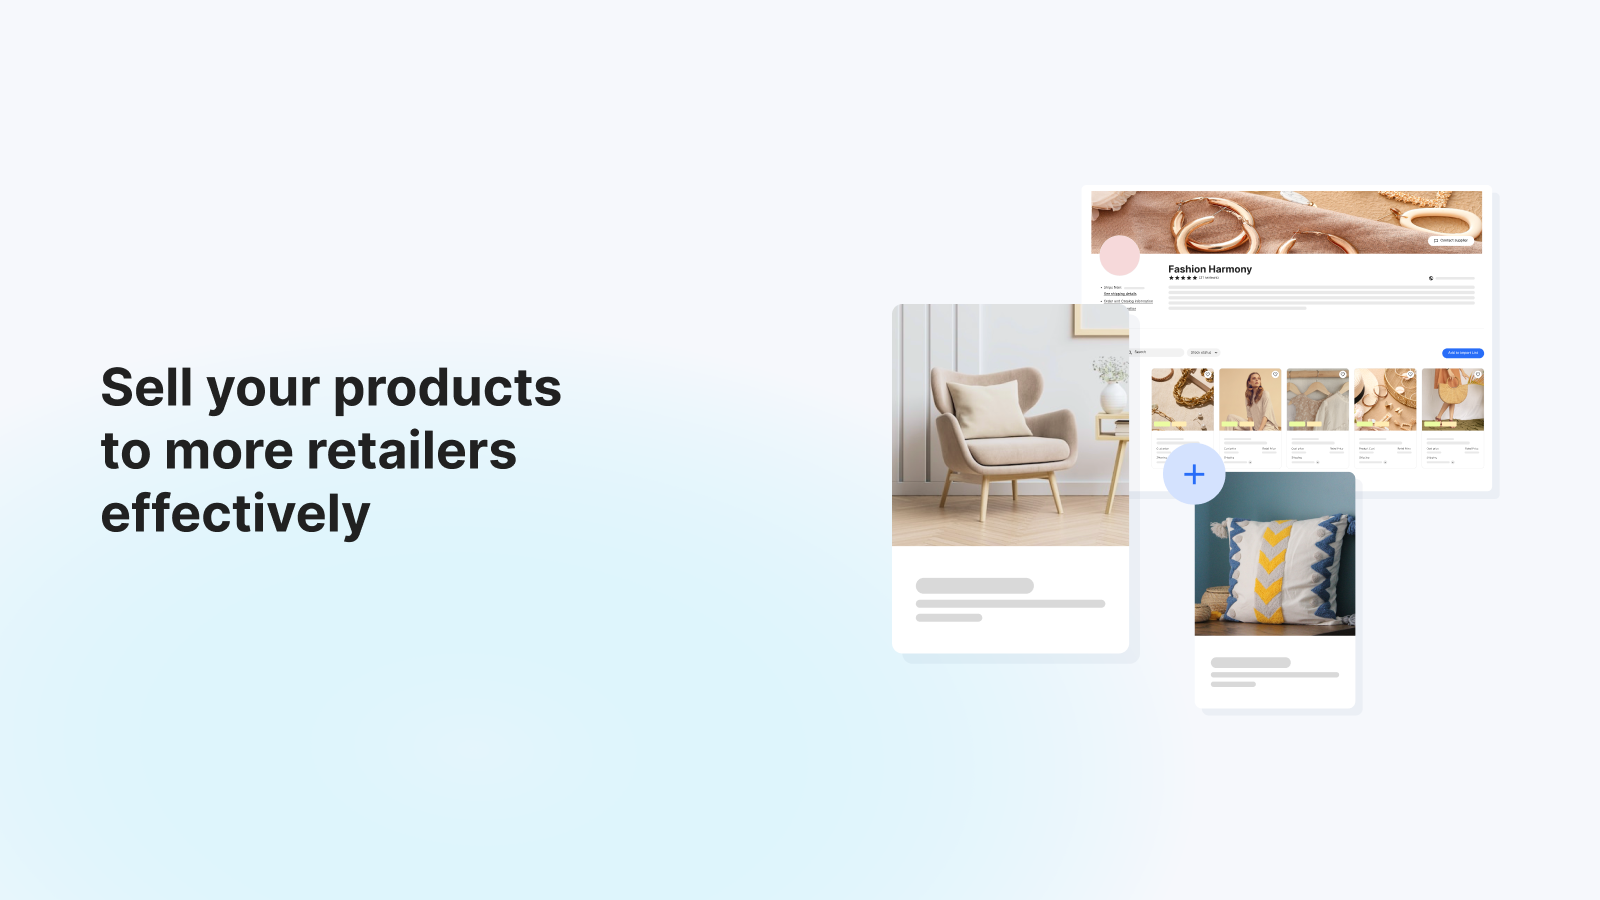 Sell your products
to more retailers
effectively
Contact supplier
Fashion Harmony
Ships from
See shipping details
Order and Catalog Information
Search
Stock status
Add to Import List